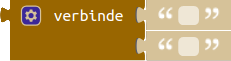 verbinde “ ”
“ ”